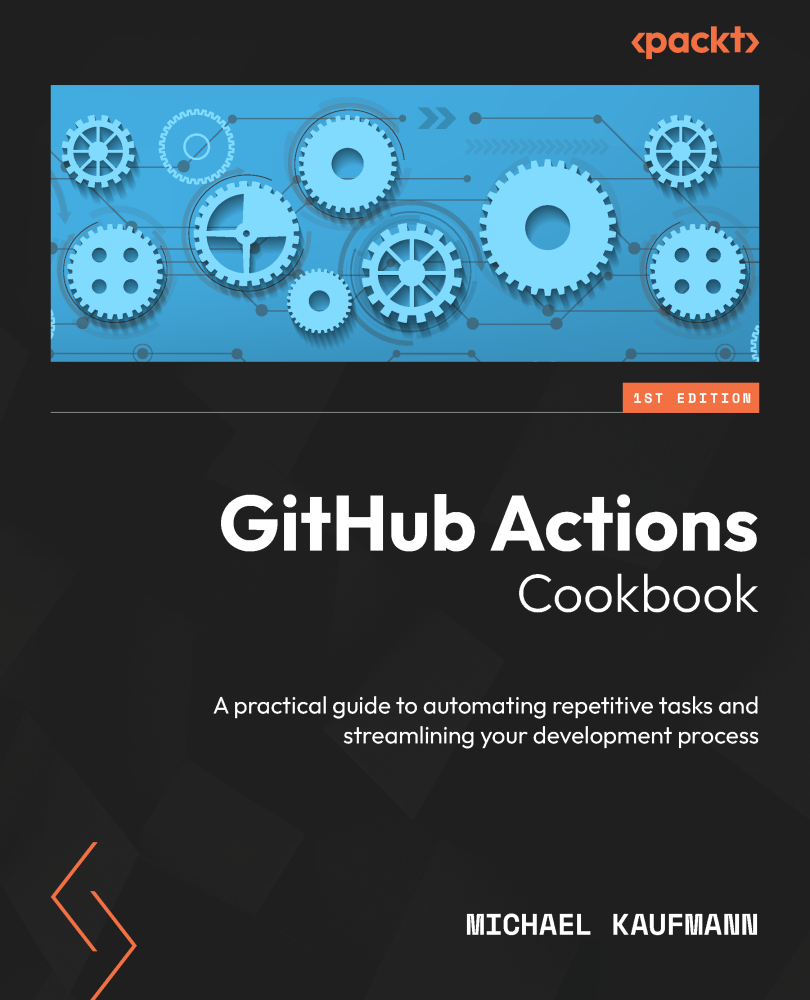 <packt>
1ST EDITION
GitHub Actions
Cookbook
A practical guide to automating repetitive tasks and
streamlining your development process
MICHAEL KAUFMANN